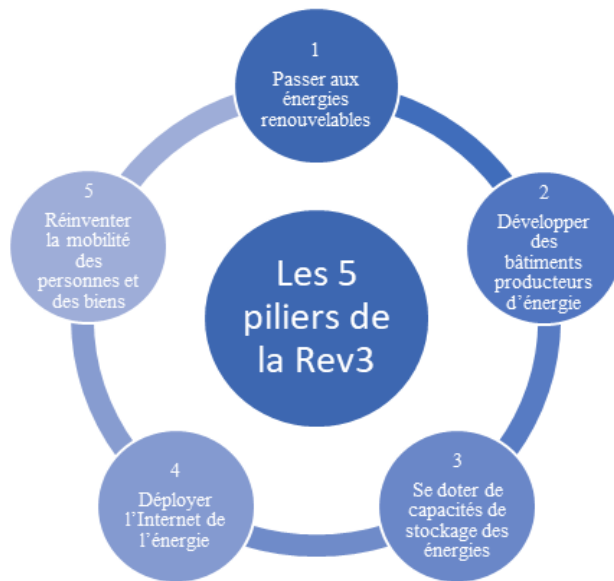 1
Passer aux
énergies
renouvelables
2
Développer
des
bâtiments
producteurs
d’énergie
3
Se doter de
capacités de
stockage des
énergies
4
Déployer
l’Internet de
l’énergie
5
Réinventer
la mobilité
des
personnes et
des biens
Les 5
piliers de
la Rev3